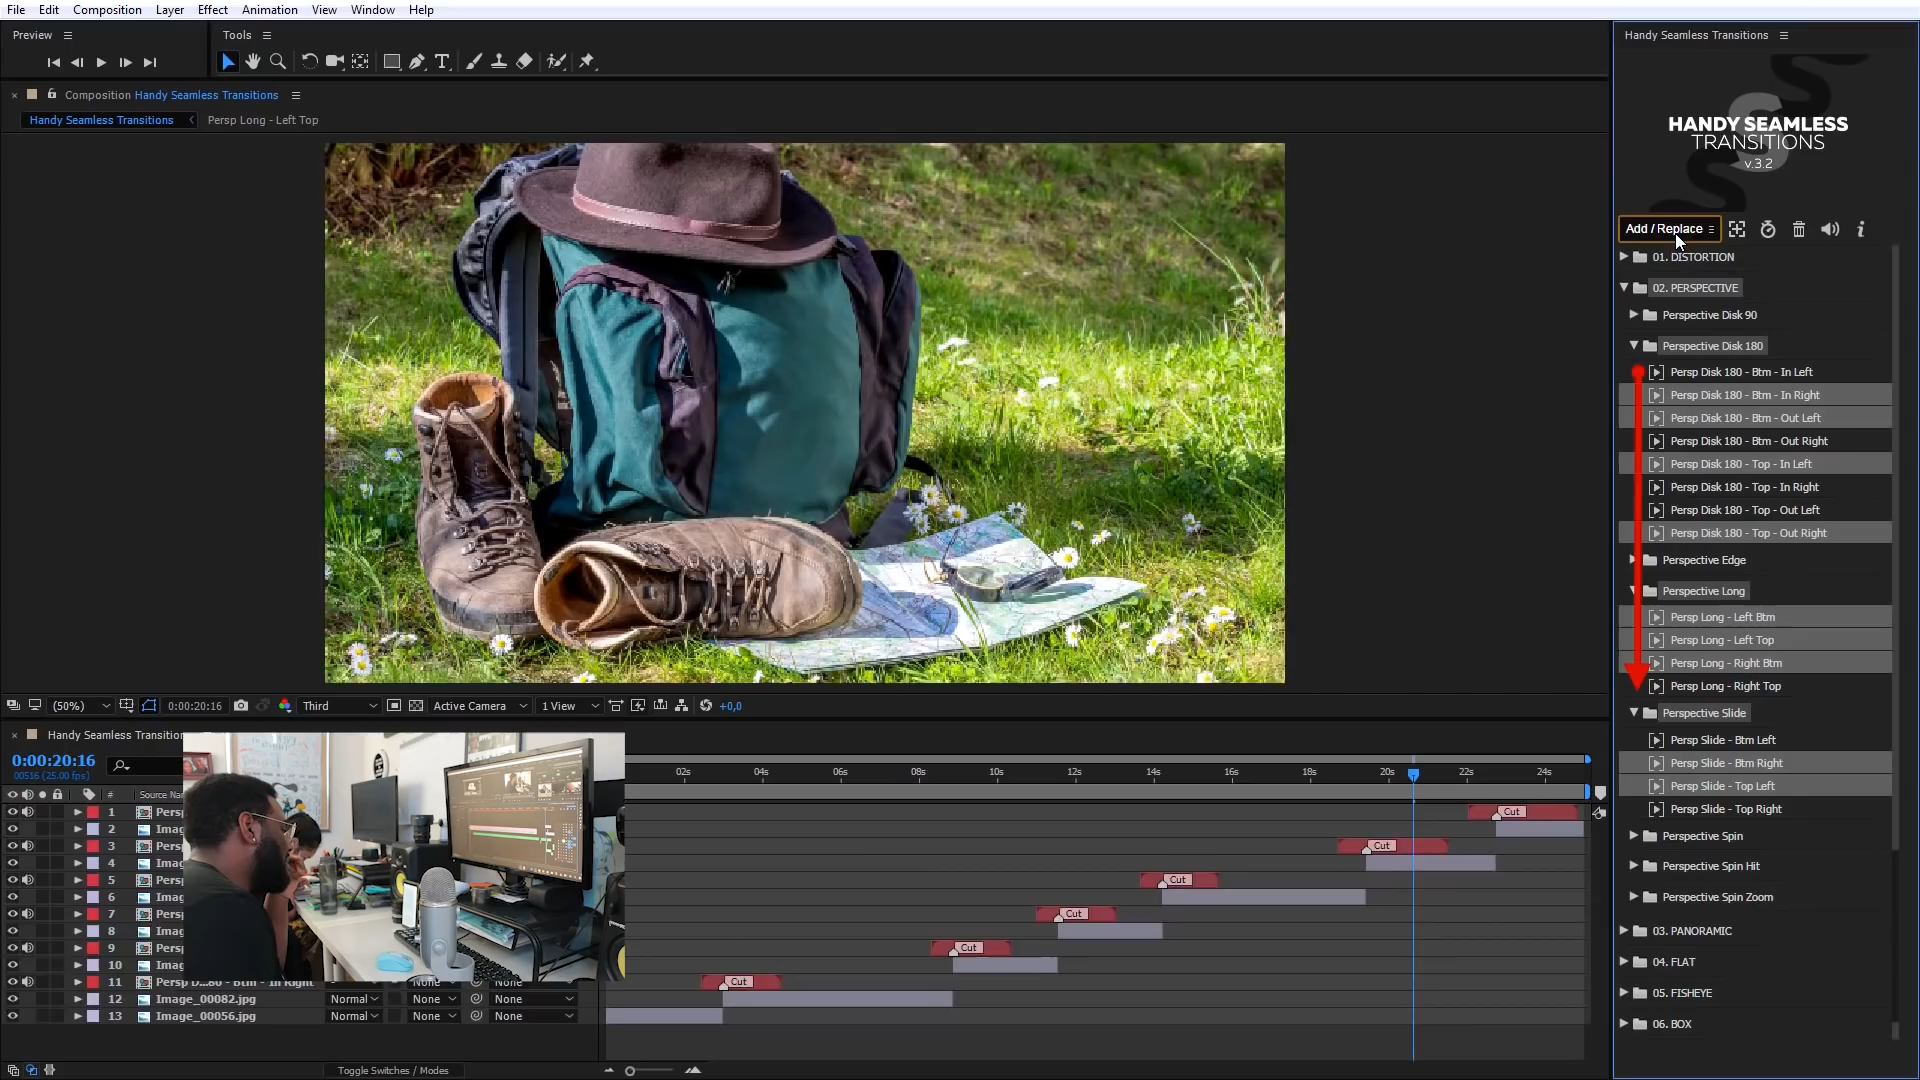 File Edit Composition Layer Effect Animation View Window Help
Preview
Tools
Composition Handy Seamless Transitions
Handy Seamless Transitions
Persp Long - Left Top
(50%)
0:00:20:16
Third
Active Camera
1 View
+0,0
Handy Seamless Transitions
HANDY SEAMLESS
TRANSITIONS
v.3.2
Add / Replace
01. DISTORTION
02. PERSPECTIVE
Perspective Disk 90
Perspective Disk 180
Persp Disk 180 - Btm - In Left
Persp Disk 180 - Btm - In Right
Persp Disk 180 - Btm - Out Left
Persp Disk 180 - Btm - Out Right
Persp Disk 180 - Top - In Left
Persp Disk 180 - Top - In Right
Persp Disk 180 - Top - Out Left
Persp Disk 180 - Top - Out Right
Perspective Edge
Perspective Long
Persp Long - Left Btm
Persp Long - Left Top
Persp Long - Right Btm
Persp Long - Right Top
Perspective Slide
Persp Slide - Btm Left
Persp Slide - Btm Right
Persp Slide - Top Left
Persp Slide - Top Right
Perspective Spin
Perspective Spin Hit
Perspective Spin Zoom
03. PANORAMIC
04. FLAT
05. FISHEYE
06. BOX
Handy Seamless Transition
0:00:20:16
00516 (25.00 fps)
# Source Na
02s 04s 06s 08s 10s 12s 14s 16s 18s 20s 22s 24s
1 Persp Cut
2 Imag
3 Persp Cut
4 Imag
5 Persp Cut
6 Imag
7 Persp Cut
8 Imag
9 Persp Cut
10 Imag
11 Persp D...80 - Btm - In Right None None Cut
12 Image_00082.jpg Normal None None
13 Image_00056.jpg Normal None None
Toggle Switches / Modes